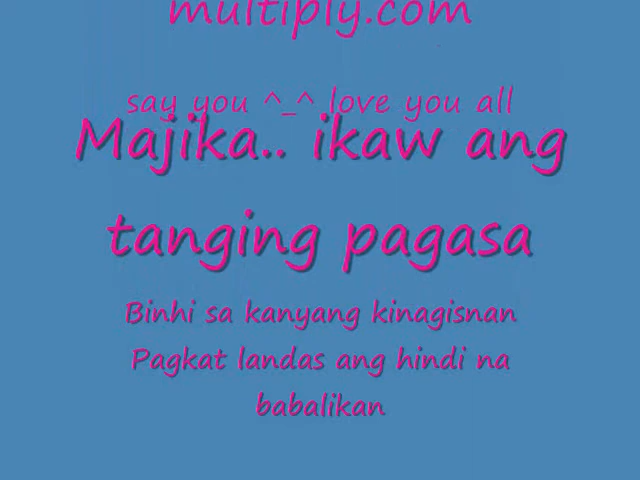 multiply.com
say you ^_^ love you all
Majika.. ikaw ang
tanging pagasa
Binhi sa kanyang kinagisnan
Pagkat landas ang hindi na
babalikan